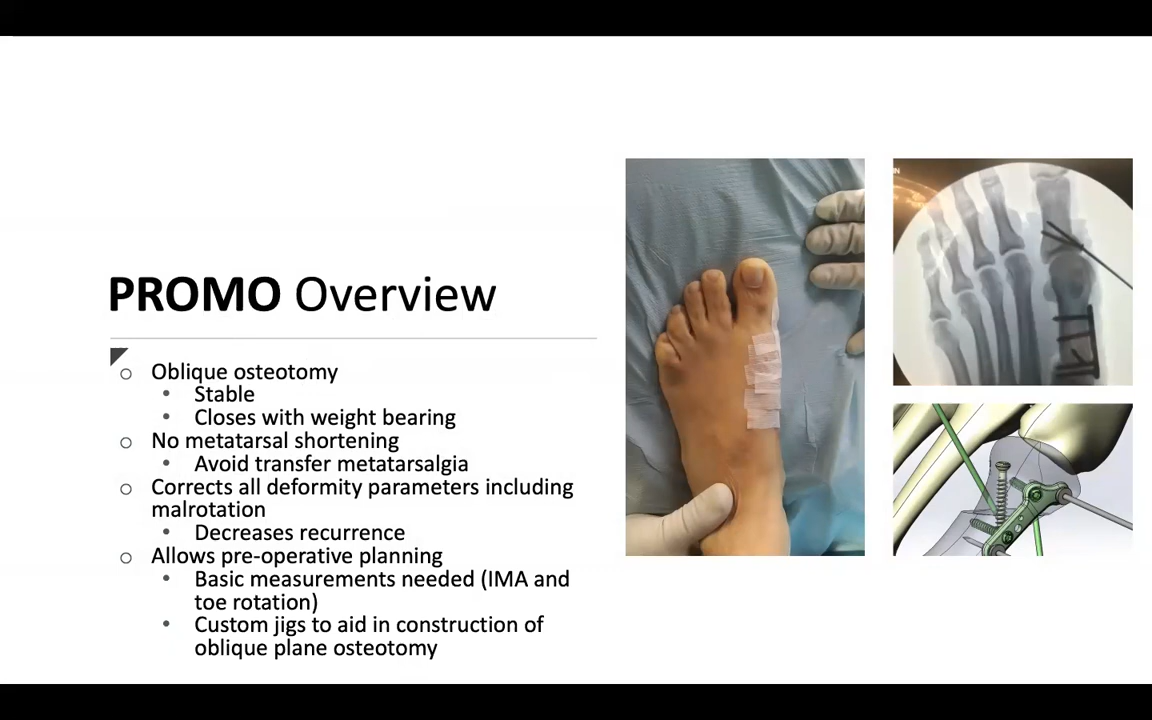 PROMO Overview
Oblique osteotomy
Stable
Closes with weight bearing
No metatarsal shortening
Avoid transfer metatarsalgia
Corrects all deformity parameters including
malrotation
Decreases recurrence
Allows pre-operative planning
Basic measurements needed (IMA and
toe rotation)
Custom jigs to aid in construction of
oblique plane osteotomy